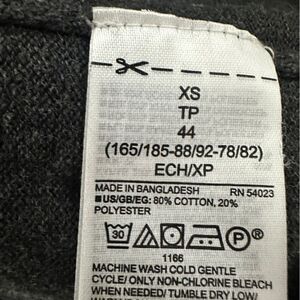 XS
TP
44
(165/185-88/92-78/82)
ECH/XP
MADE IN BANGLADESH RN 54023
■US/GB/EG: 80% COTTON, 20%
POLYESTER
30 P
1166
MACHINE WASH COLD GENTLE
CYCLE/ ONLY NON-CHLORINE BLEACH
WHEN NEEDED/ TUMBLE DRY LOW/